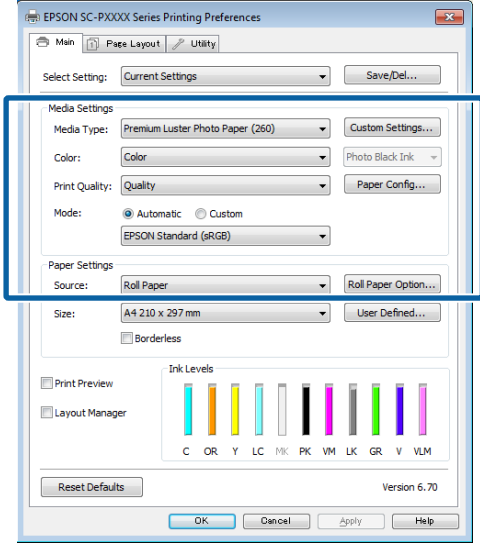 EPSON SC-PXXXX Series Printing Preferences
Main Page Layout Utility
Select Setting: Current Settings Save/Del...
Media Settings
Media Type: Premium Luster Photo Paper (260) Custom Settings...
Color: Color Photo Black Ink
Print Quality: Quality Paper Config...
Mode: Automatic Custom
EPSON Standard (sRGB)
Paper Settings
Source: Roll Paper Roll Paper Option...
Size: A4 210 x 297 mm User Defined...
Borderless
Ink Levels
Print Preview
Layout Manager
C OR Y LC MK PK VM LK GR V VLM
Reset Defaults Version 6.70
OK Cancel Apply Help